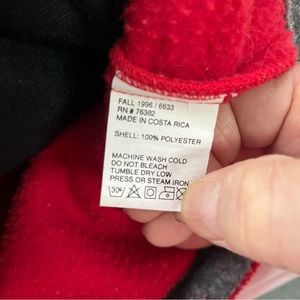 FALL 1996 / 6633
RN # 76382
MADE IN COSTA RICA
SHELL: 100% POLYESTER
MACHINE WASH COLD
DO NOT BLEACH
TUMBLE DRY LOW
PRESS OR STEAM IRON
30°